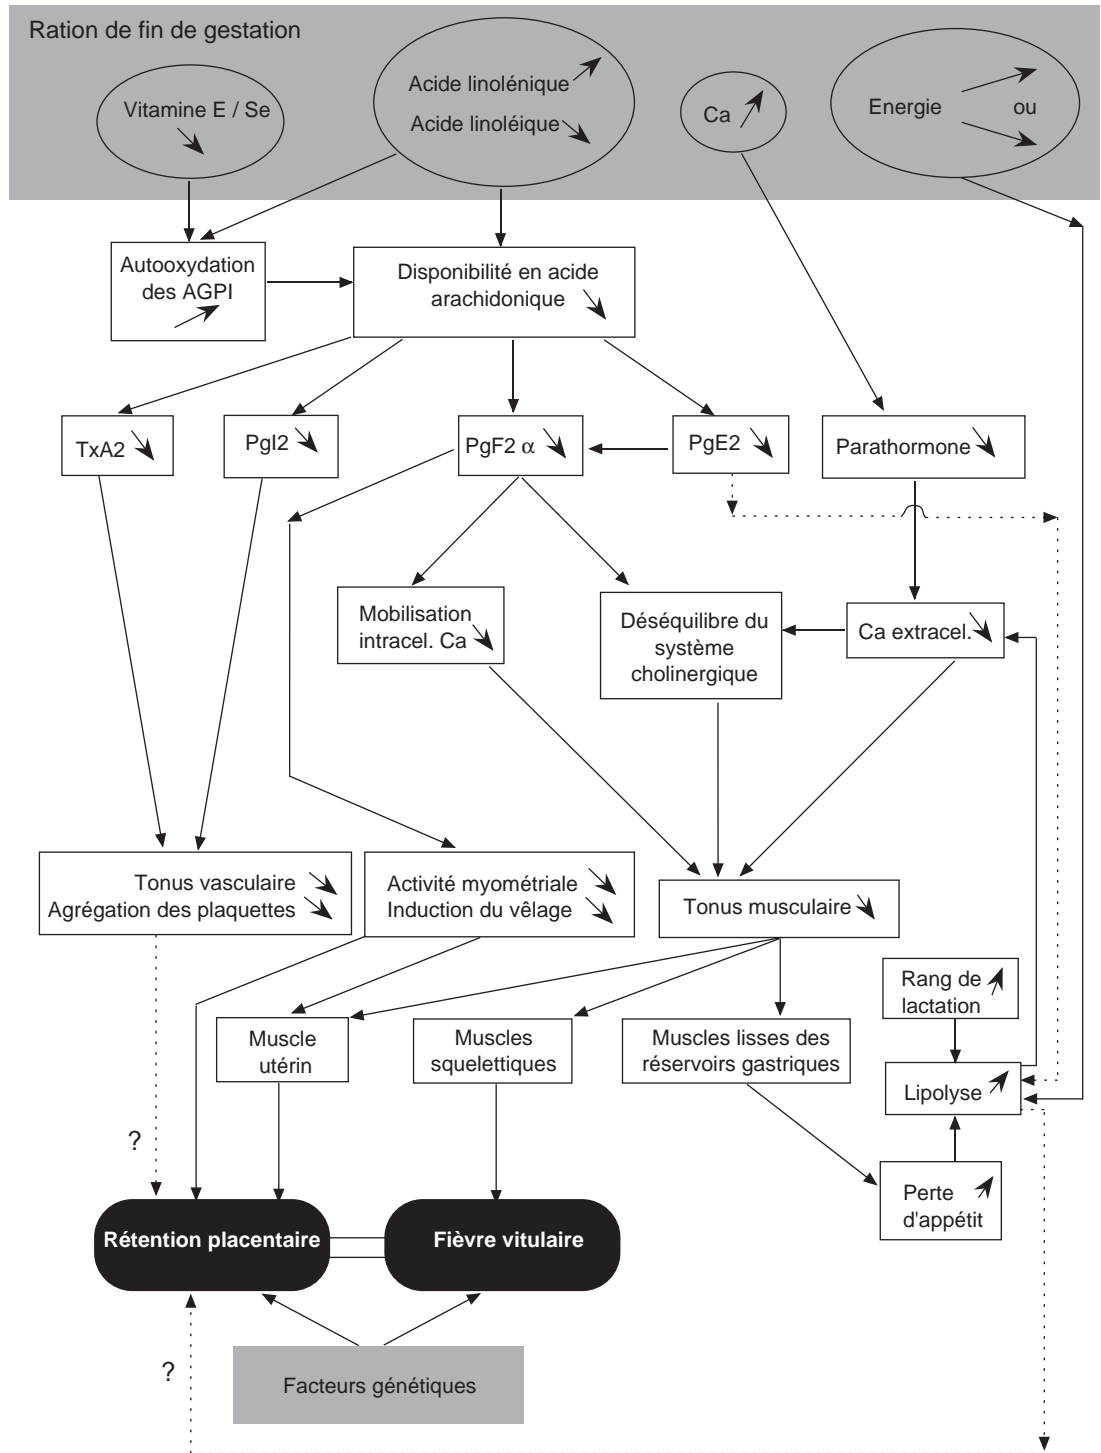 Ration de fin de gestation
Vitamine E / Se
Acide linolénique
Acide linoléique
Ca
Energie
ou
Autooxydation
des AGPI
Disponibilité en acide
arachidonique
TxA2
PgI2
PgF2 α
PgE2
Parathormone
Mobilisation
intracel. Ca
Déséquilibre du
système
cholinergique
Ca extracel.
Tonus vasculaire
Agrégation des plaquettes
Activité myométriale
Induction du vêlage
Tonus musculaire
Rang de
lactation
Muscle
utérin
Muscles
squelettiques
Muscles lisses des
réservoirs gastriques
Lipolyse
?
Perte
d'appétit
Rétention placentaire
Fièvre vitulaire
?
Facteurs génétiques